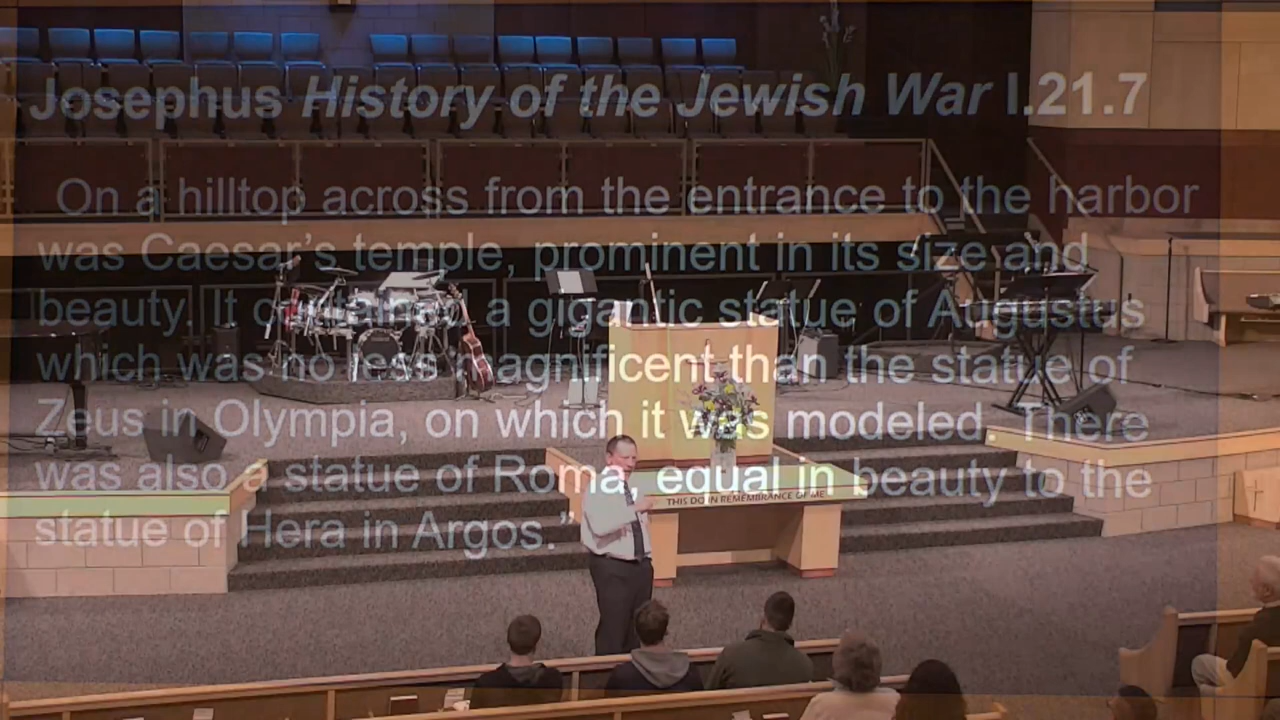 Josephus History of the Jewish War I.21.7
On a hilltop across from the entrance to the harbor
was Caesar's temple, prominent in its size and
beauty. It contained a gigantic statue of Augustus
which was no less magnificent than the statue of
Zeus in Olympia, on which it was modeled. There
was also a statue of Roma, equal in beauty to the
statue of Hera in Argos."
THIS DO IN REMEMBRANCE OF ME